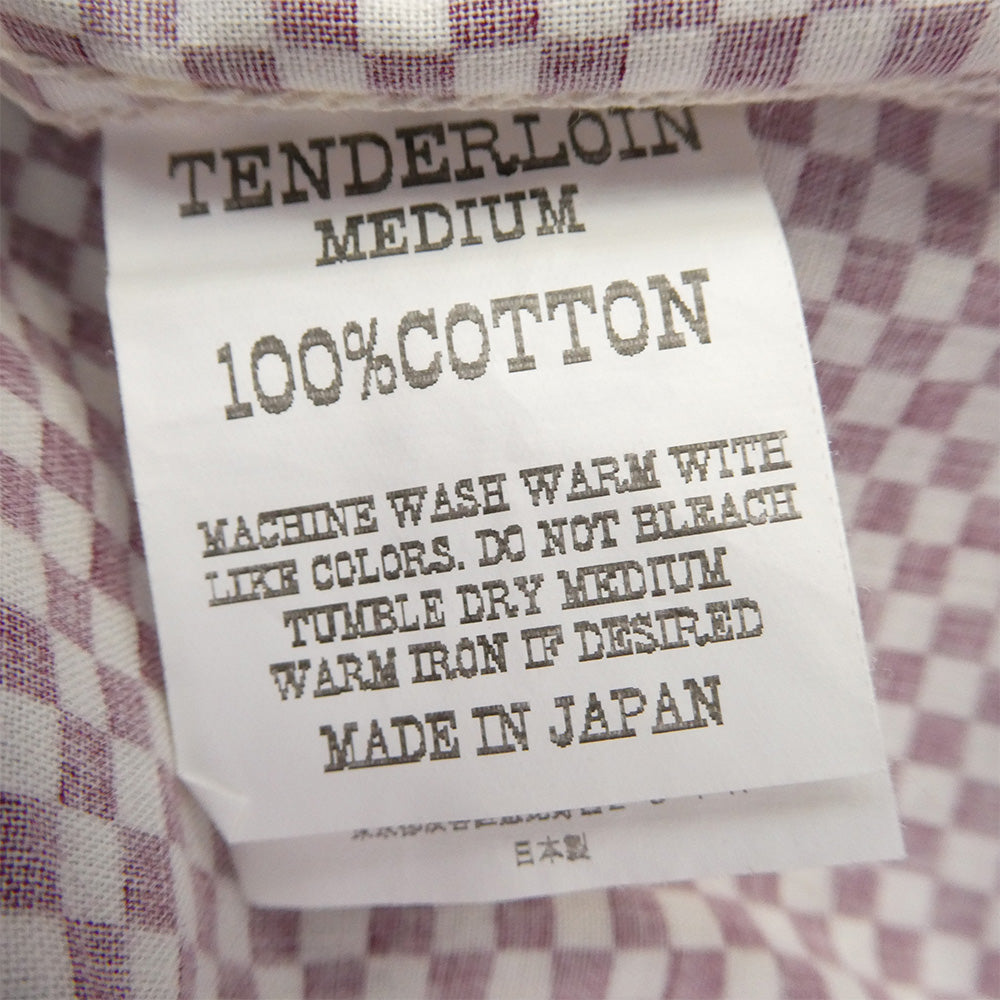 TENDERLOIN
MEDIUM
100%COTTON
MACHINE WASH WARM WITH
LIKE COLORS. DO NOT BLEACH
TUMBLE DRY MEDIUM
WARM IRON IF DESIRED
MADE IN JAPAN
日本製